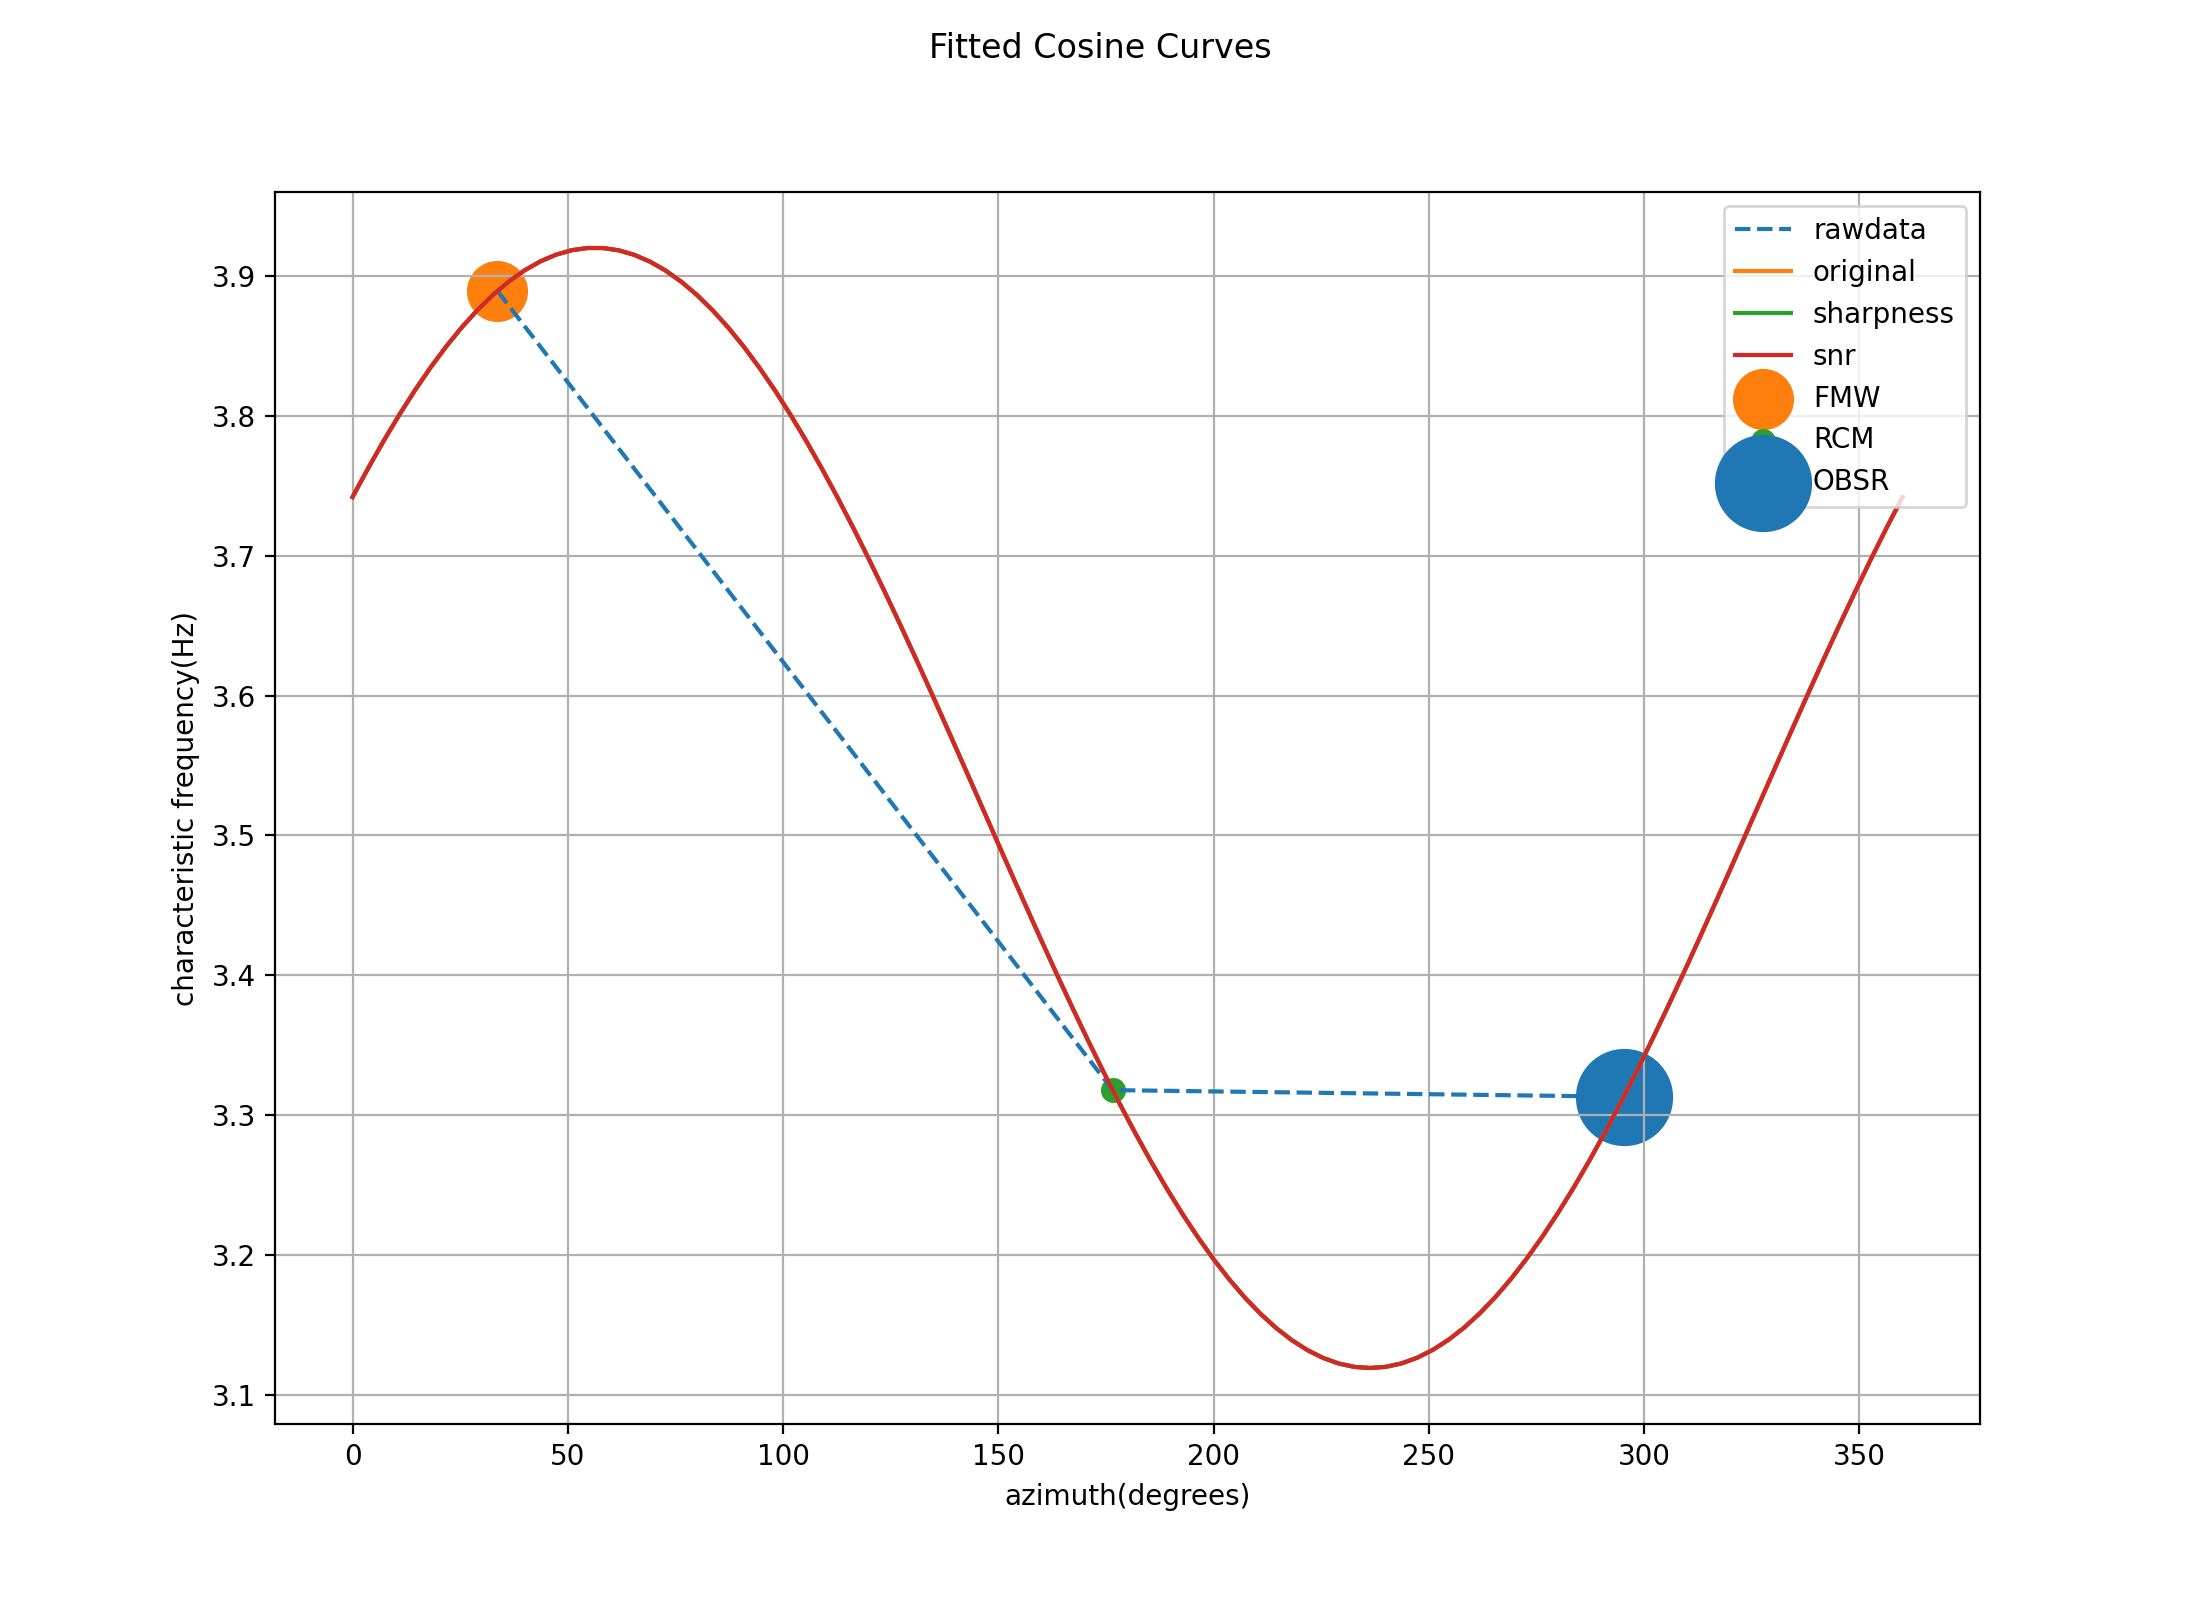 Fitted Cosine Curves
rawdata
original
sharpness
snr
FMW
RCM
OBSR
characteristic frequency(Hz)
3.9
3.8
3.7
3.6
3.5
3.4
3.3
3.2
3.1
0 50 100 150 200 250 300 350
azimuth(degrees)